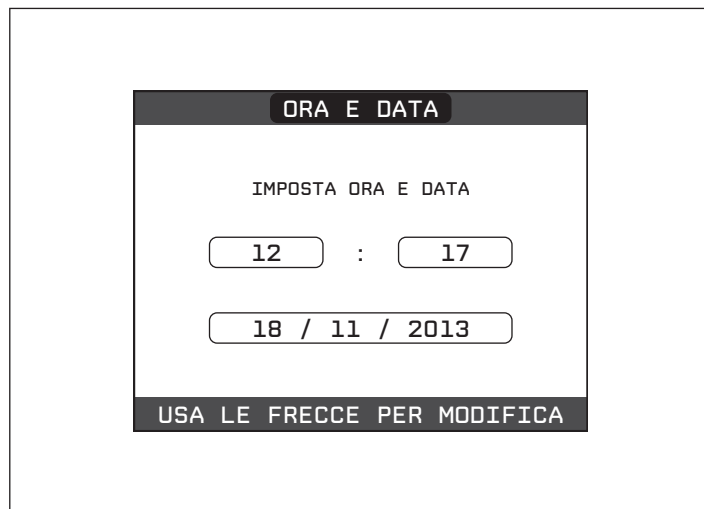 ORA E DATA
IMPOSTA ORA E DATA
12 : 17
18 / 11 / 2013
USA LE FRECCE PER MODIFICA